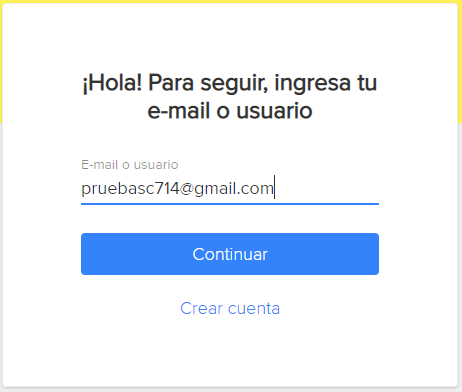 ¡Hola! Para seguir, ingresa tu
e-mail o usuario
E-mail o usuario
pruebasc714@gmail.com
Continuar
Crear cuenta